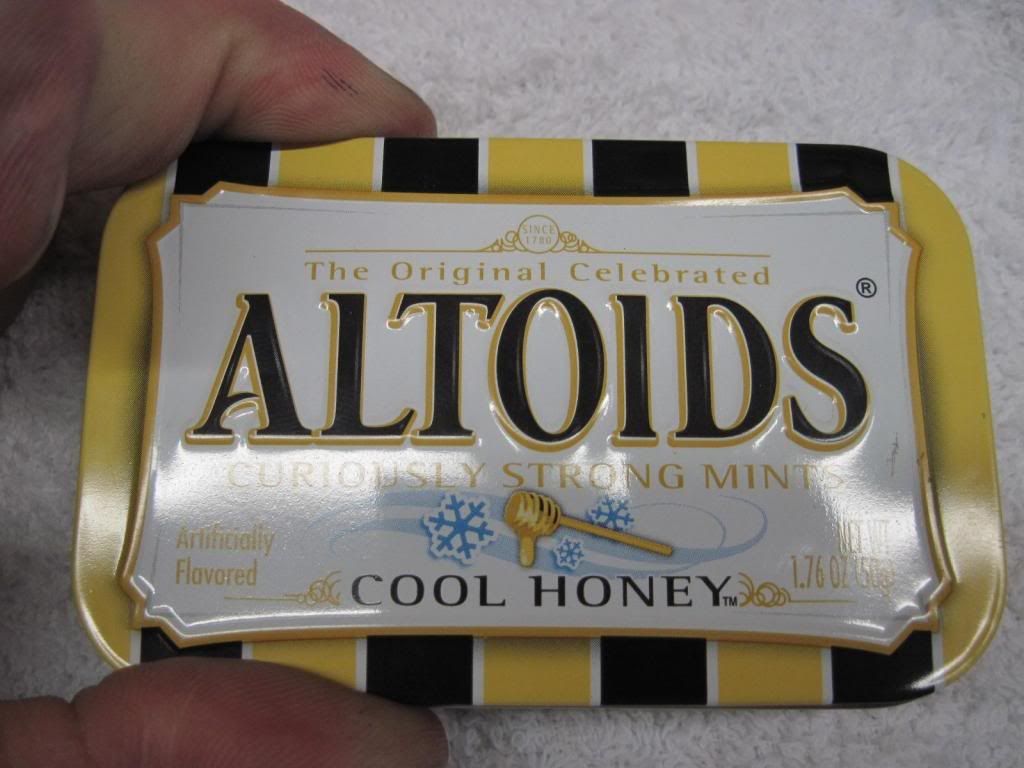 SINCE
1780
The Original Celebrated
ALTOIDS®
CURIOUSLY STRONG MINTS
Artificially
Flavored
NET WT
1.76 OZ (50g)
COOL HONEY™